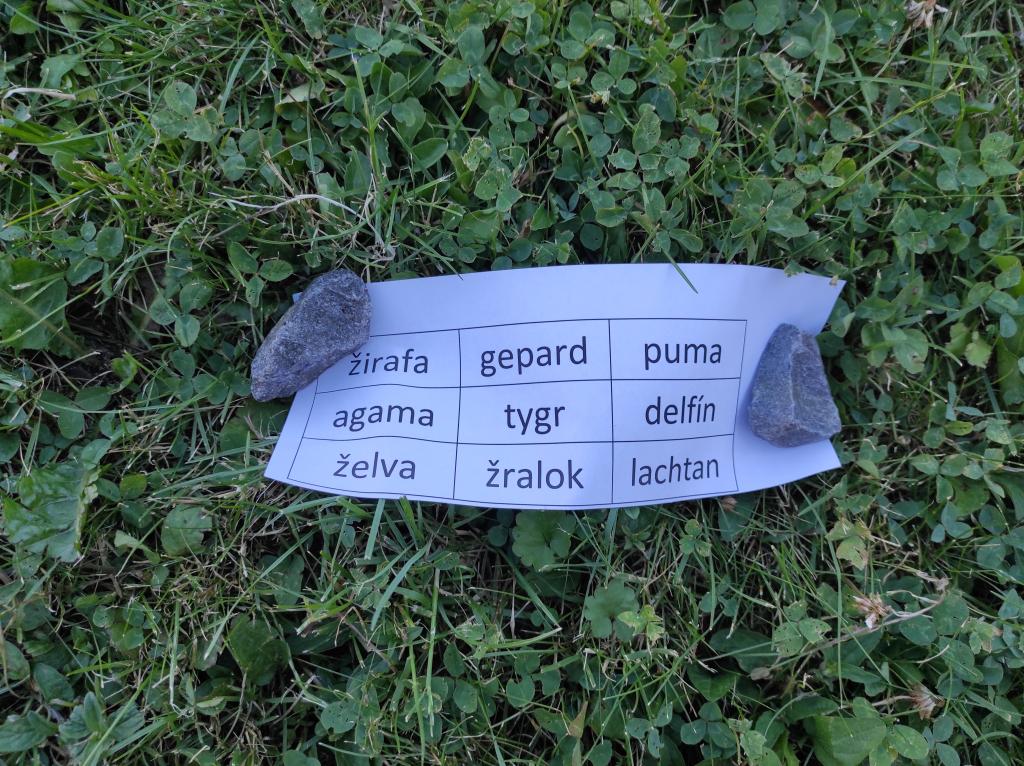 žirafa gepard puma
agama tygr delfín
želva žralok lachtan